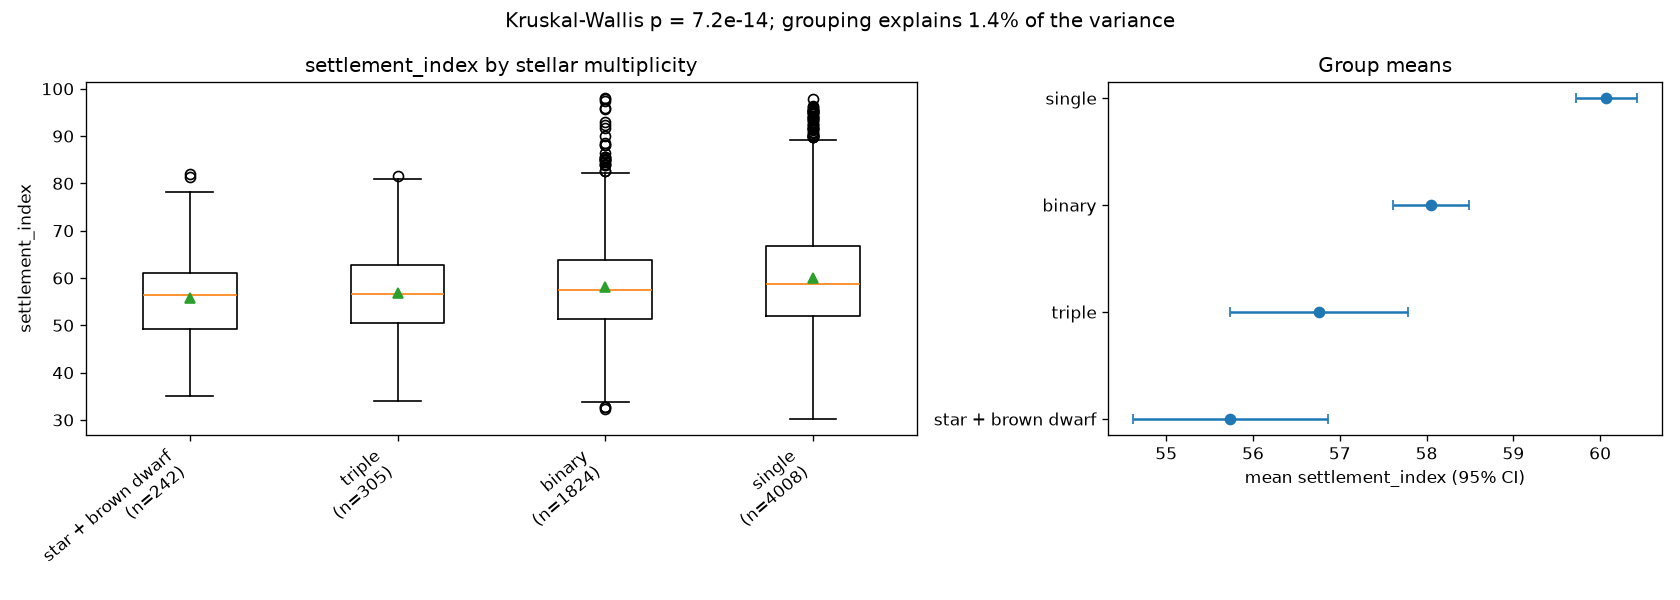 Kruskal-Wallis p = 7.2e-14; grouping explains 1.4% of the variance
settlement_index by stellar multiplicity
settlement_index
100
90
80
70
60
50
40
30
star + brown dwarf
(n=242)
triple
(n=305)
binary
(n=1824)
single
(n=4008)
Group means
single
binary
triple
star + brown dwarf
55 56 57 58 59 60
mean settlement_index (95% CI)